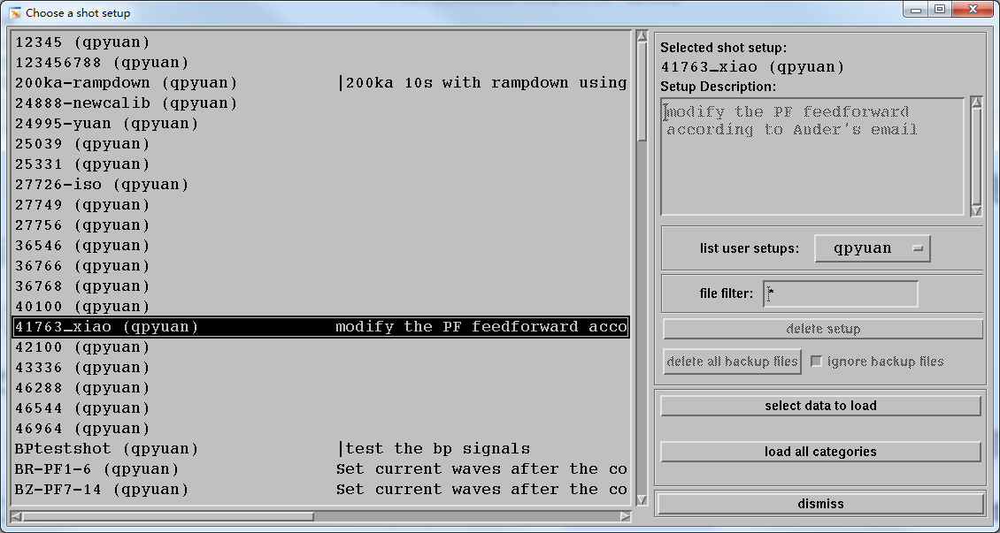 Choose a shot setup
12345 (qpyuan)
123456788 (qpyuan)
200ka-rampdown (qpyuan) |200ka 10s with rampdown using
24888-newcalib (qpyuan)
24995-yuan (qpyuan)
25039 (qpyuan)
25331 (qpyuan)
27726-iso (qpyuan)
27749 (qpyuan)
27756 (qpyuan)
36546 (qpyuan)
36766 (qpyuan)
36768 (qpyuan)
40100 (qpyuan)
41763_xiao (qpyuan) modify the PF feedforward acco
42100 (qpyuan)
43336 (qpyuan)
46288 (qpyuan)
46544 (qpyuan)
46964 (qpyuan)
BPtestshot (qpyuan) |test the bp signals
BR-PF1-6 (qpyuan) Set current waves after the co
BZ-PF7-14 (qpyuan) Set current waves after the co
Selected shot setup:
41763_xiao (qpyuan)
Setup Description:
modify the PF feedforward
according to Ander's email
list user setups: qpyuan
file filter: *
delete setup
delete all backup files ignore backup files
select data to load
load all categories
dismiss